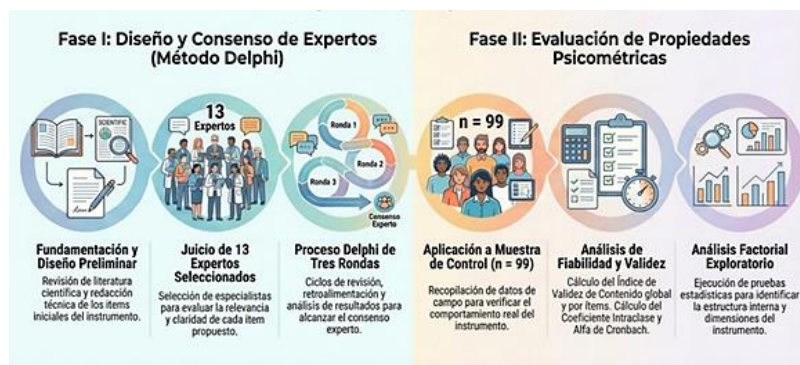 Fase I: Diseño y Consenso de Expertos
(Método Delphi)
SCIENTIFIC
13
Expertos
Ronda 1
Ronda 2
Ronda 3
Consenso
Experto
Fundamentación y
Diseño Preliminar
Revisión de literatura
científica y redacción
técnica de los items
iniciales del instrumento.
Juicio de 13
Expertos
Seleccionados
Selección de especialistas
para evaluar la relevancia
y claridad de cada item
propuesto.
Proceso Delphi de
Tres Rondas
Ciclos de revisión,
retroalimentación y
análisis de resultados para
alcanzar el consenso
experto.
Fase II: Evaluación de Propiedades
Psicométricas
n = 99
Aplicación a Muestra
de Control (n = 99)
Recopilación de datos de
campo para verificar el
comportamiento real del
instrumento.
Análisis de
Fiabilidad y Validez
Cálculo del Índice de
Validez de Contenido global
y por ítems. Cálculo del
Coeficiente Intraclase y
Alfa de Cronbach.
Análisis Factorial
Exploratorio
Ejecución de pruebas
estadísticas para identificar
la estructura interna y
dimensiones del
instrumento.